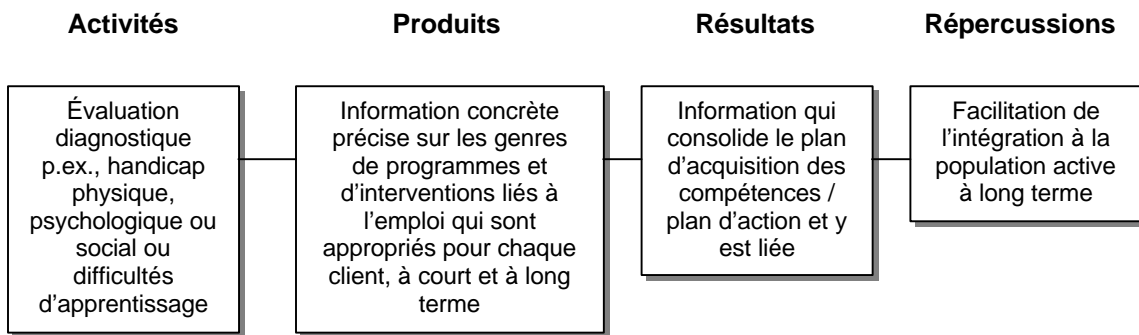 Activités
Produits
Résultats
Répercussions
Évaluation
diagnostique
p.ex., handicap
physique,
psychologique ou
social ou
difficultés
d'apprentissage
Information concrète
précise sur les genres
de programmes et
d'interventions liés à
l'emploi qui sont
appropriés pour chaque
client, à court et à long
terme
Information qui
consolide le plan
d'acquisition des
compétences /
plan d'action et y
est liée
Facilitation de
l'intégration à la
population active
à long terme